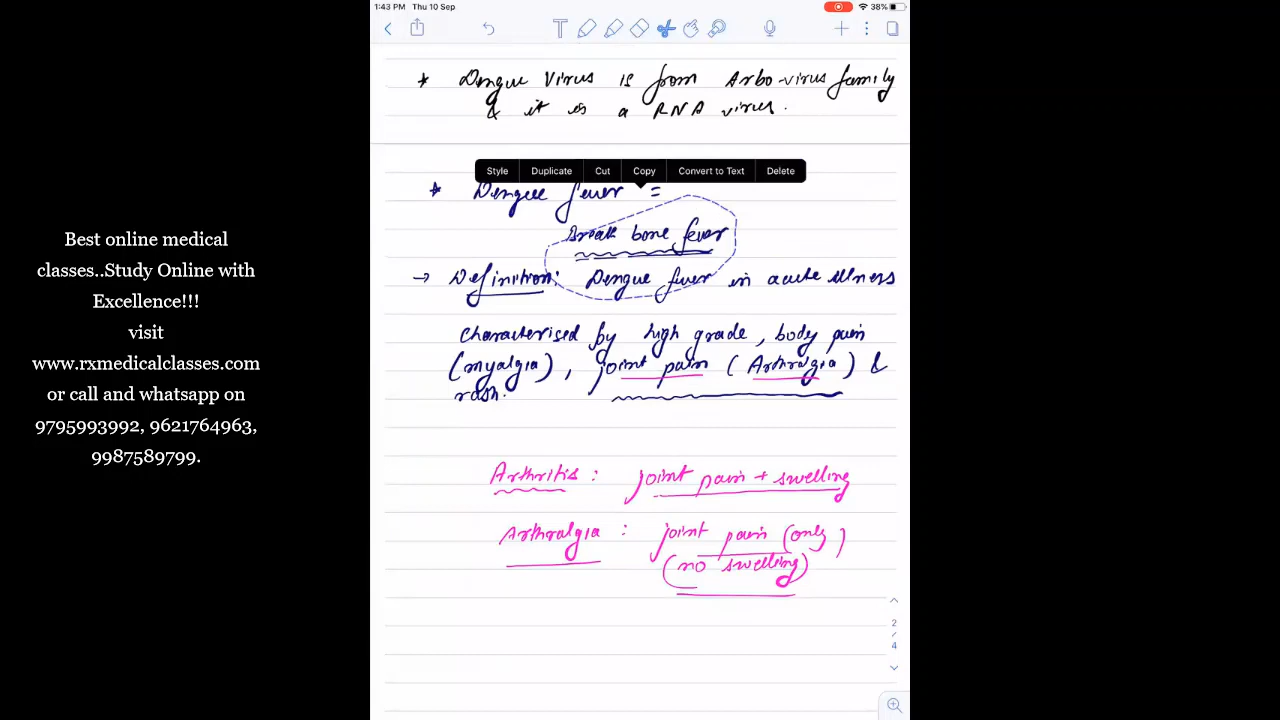 1:43 PM Thu 10 Sep
38%
* Dengue Virus is from Arbo-virus family
& it is a RNA virus.
Style Duplicate Cut Copy Convert to Text Delete
* Dengue fever =
Break bone fever
→ Definition: Dengue fever in acute illness
characterised by high grade, body pain
(myalgia), joint pain (Arthralgia) &
rash.
Arthritis: joint pain + swelling
Arthralgia: joint pain (only)
(no swelling)
2
/
4
Best online medical
classes..Study Online with
Excellence!!!
visit
www.rxmedicalclasses.com
or call and whatsapp on
9795993992, 9621764963,
9987589799.